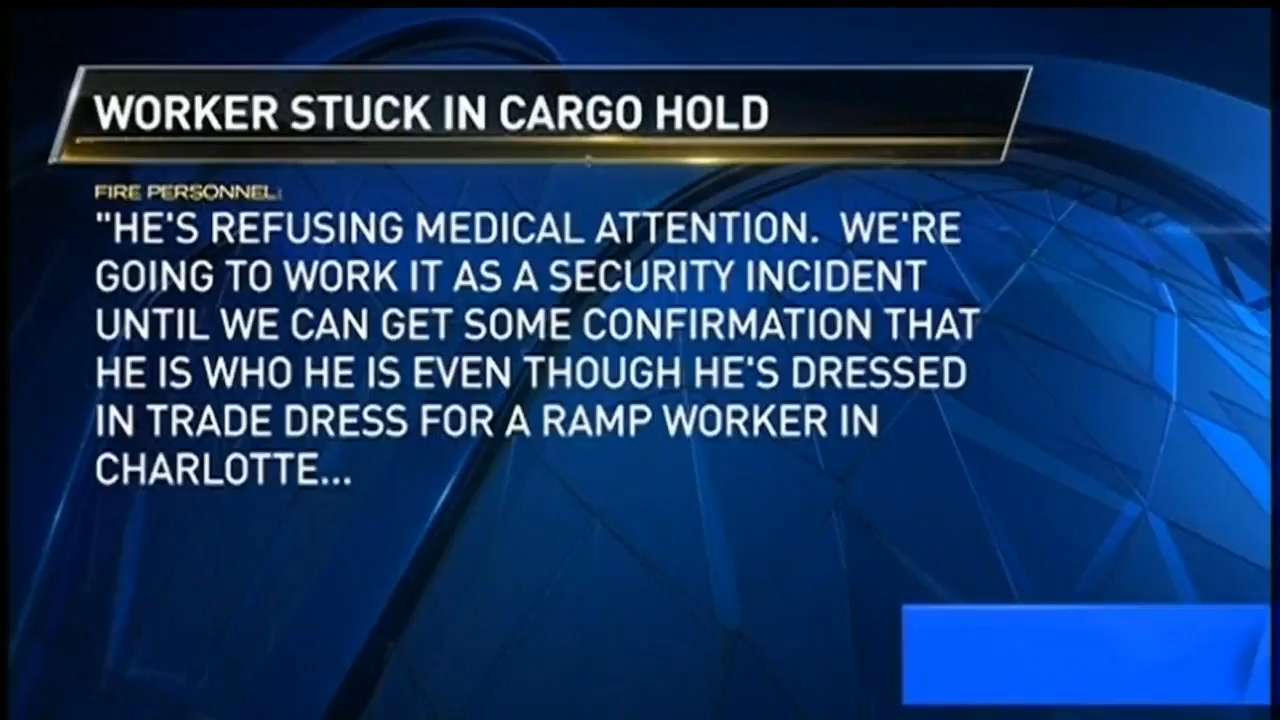 WORKER STUCK IN CARGO HOLD
FIRE PERSONNEL:
"HE'S REFUSING MEDICAL ATTENTION.  WE'RE
GOING TO WORK IT AS A SECURITY INCIDENT
UNTIL WE CAN GET SOME CONFIRMATION THAT
HE IS WHO HE IS EVEN THOUGH HE'S DRESSED
IN TRADE DRESS FOR A RAMP WORKER IN
CHARLOTTE...